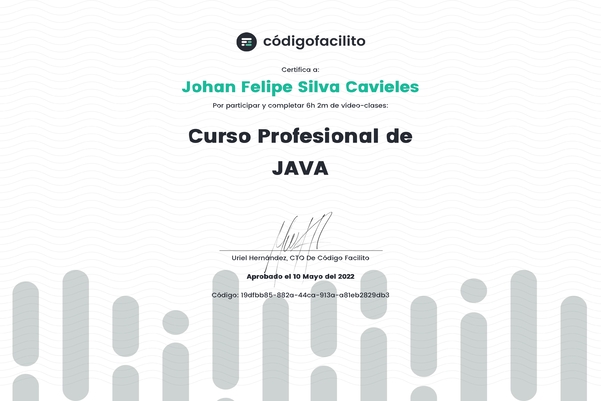 códigofacilito
Certifica a:
Johan Felipe Silva Cavieles
Por participar y completar 6h 2m de video-clases:
Curso Profesional de
JAVA
Uriel Hernández, CTO De Código Facilito
Aprobado el 10 Mayo del 2022
Código: 19dfbb85-882a-44ca-913a-a81eb2829db3